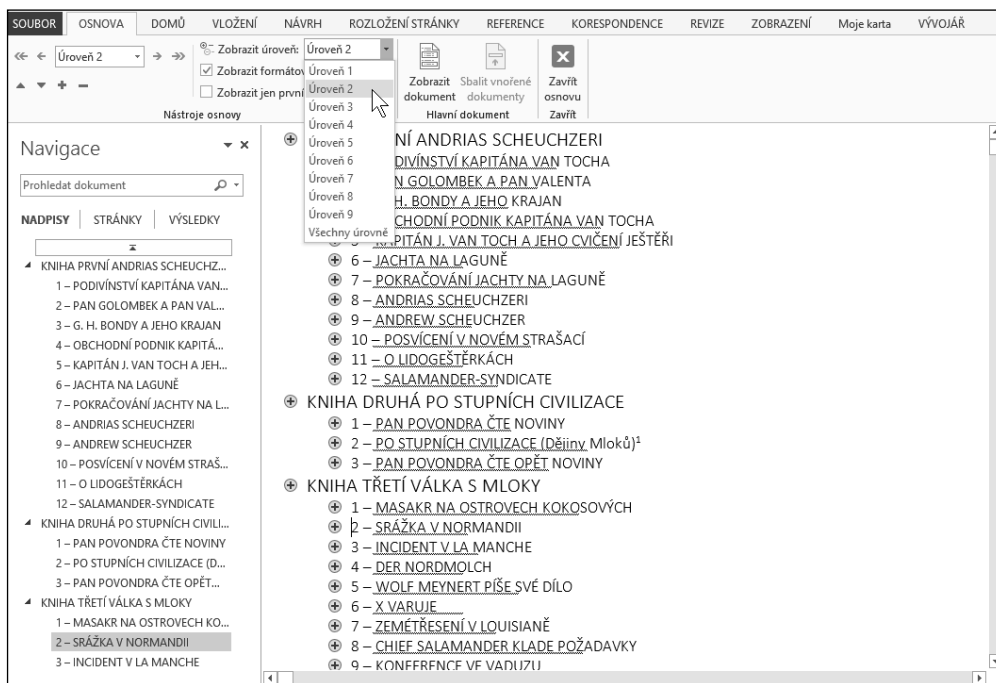 SOUBOR OSNOVA DOMŮ VLOŽENÍ NÁVRH ROZLOŽENÍ STRÁNKY REFERENCE KORESPONDENCE REVIZE ZOBRAZENÍ Moje karta VÝVOJÁŘ
Úroveň 2
Zobrazit úroveň: Úroveň 2
Zobrazit formátov
Zobrazit jen první
Nástroje osnovy
Úroveň 1
Úroveň 2
Úroveň 3
Úroveň 4
Úroveň 5
Úroveň 6
Úroveň 7
Úroveň 8
Úroveň 9
Všechny úrovně
Zobrazit dokument
Sbalit vnořené dokumenty
Hlavní dokument
Zavřít osnovu
Zavřít
Navigace
Prohledat dokument
NADPISY STRÁNKY VÝSLEDKY
KNIHA PRVNÍ ANDRIAS SCHEUCHZ...
1 – PODIVÍNSTVÍ KAPITÁNA VAN...
2 – PAN GOLOMBEK A PAN VAL...
3 – G. H. BONDY A JEHO KRAJAN
4 – OBCHODNÍ PODNIK KAPITÁ...
5 – KAPITÁN J. VAN TOCH A JEH...
6 – JACHTA NA LAGUNĚ
7 – POKRAČOVÁNÍ JACHTY NA L...
8 – ANDRIAS SCHEUCHZERI
9 – ANDREW SCHEUCHZER
10 – POSVÍCENÍ V NOVÉM STRAŠ...
11 – O LIDOGEŠTĚRKÁCH
12 – SALAMANDER-SYNDICATE
KNIHA DRUHÁ PO STUPNÍCH CIVILI...
1 – PAN POVONDRA ČTE NOVINY
2 – PO STUPNÍCH CIVILIZACE (D...
3 – PAN POVONDRA ČTE OPĚT...
KNIHA TŘETÍ VÁLKA S MLOKY
1 – MASAKR NA OSTROVECH KO...
2 – SRÁŽKA V NORMANDII
3 – INCIDENT V LA MANCHE
NÍ ANDRIAS SCHEUCHZERI
DIVÍNSTVÍ KAPITÁNA VAN TOCHA
N GOLOMBEK A PAN VALENTA
H. BONDY A JEHO KRAJAN
CHODNÍ PODNIK KAPITÁNA VAN TOCHA
5 – KAPITÁN J. VAN TOCH A JEHO CVIČENÍ JEŠTĚŘI
6 – JACHTA NA LAGUNĚ
7 – POKRAČOVÁNÍ JACHTY NA LAGUNĚ
8 – ANDRIAS SCHEUCHZERI
9 – ANDREW SCHEUCHZER
10 – POSVÍCENÍ V NOVÉM STRAŠACÍ
11 – O LIDOGEŠTĚRKÁCH
12 – SALAMANDER-SYNDICATE
KNIHA DRUHÁ PO STUPNÍCH CIVILIZACE
1 – PAN POVONDRA ČTE NOVINY
2 – PO STUPNÍCH CIVILIZACE (Dějiny Mloků)¹
3 – PAN POVONDRA ČTE OPĚT NOVINY
KNIHA TŘETÍ VÁLKA S MLOKY
1 – MASAKR NA OSTROVECH KOKOSOVÝCH
2 – SRÁŽKA V NORMANDII
3 – INCIDENT V LA MANCHE
4 – DER NORDMOLCH
5 – WOLF MEYNERT PÍŠE SVÉ DÍLO
6 – X VARUJE
7 – ZEMĚTŘESENÍ V LOUISIANĚ
8 – CHIEF SALAMANDER KLADE POŽADAVKY
9 – KONFERENCE VE VADUZU